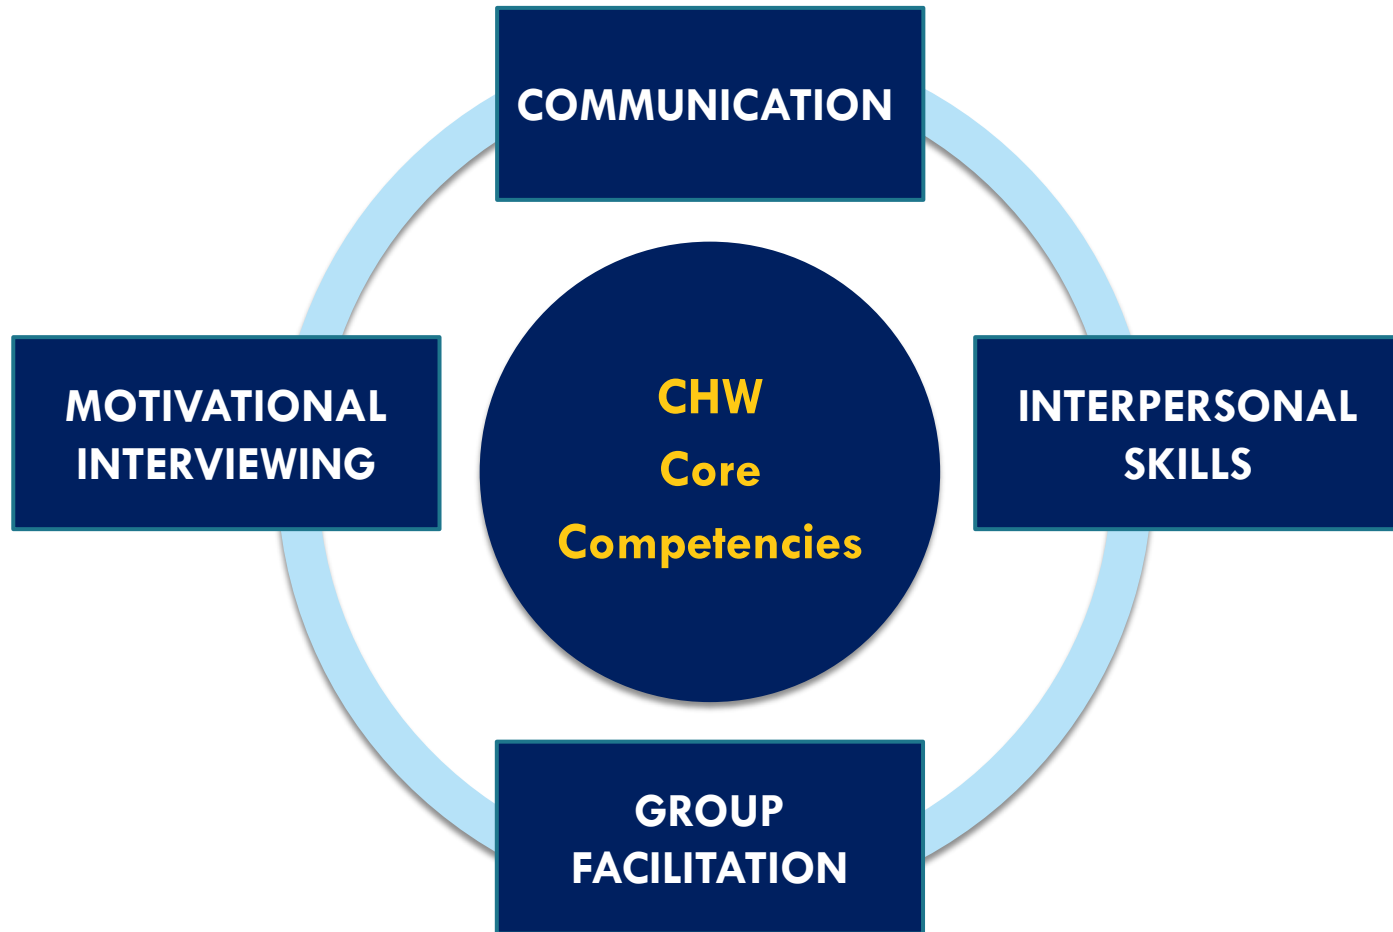 COMMUNICATION
MOTIVATIONAL
INTERVIEWING
CHW
Core
Competencies
INTERPERSONAL
SKILLS
GROUP
FACILITATION